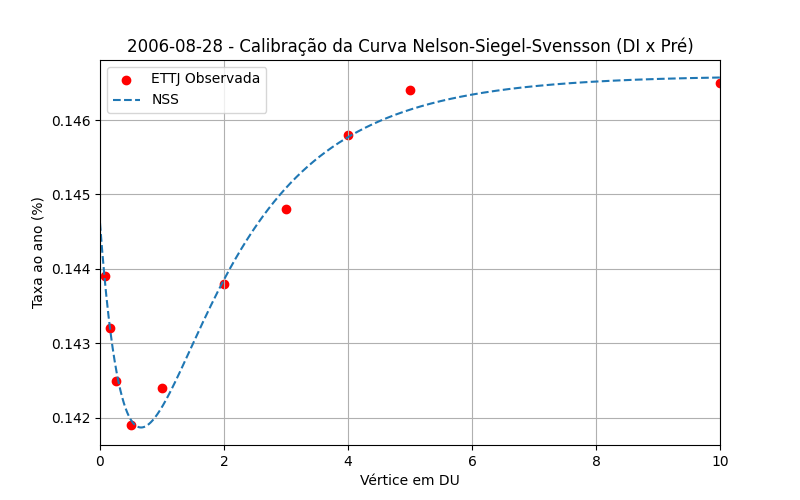 2006-08-28 - Calibração da Curva Nelson-Siegel-Svensson (DI x Pré)
ETTJ Observada
NSS
Taxa ao ano (%)
0.146
0.145
0.144
0.143
0.142
0
2
4
6
8
10
Vértice em DU